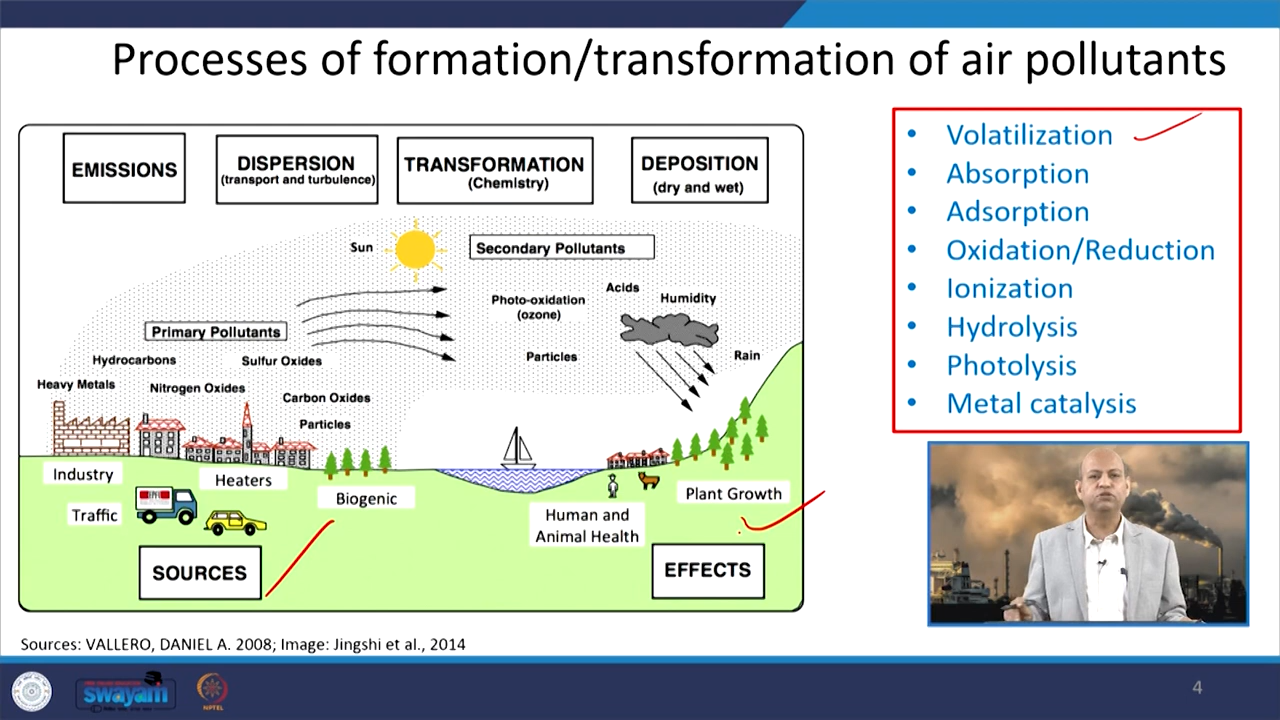 Processes of formation/transformation of air pollutants
EMISSIONS
DISPERSION
(transport and turbulence)
TRANSFORMATION
(Chemistry)
DEPOSITION
(dry and wet)
Sun
Secondary Pollutants
Photo-oxidation
(ozone)
Acids
Humidity
Particles
Rain
Primary Pollutants
Hydrocarbons
Sulfur Oxides
Heavy Metals
Nitrogen Oxides
Carbon Oxides
Particles
Industry
Heaters
Traffic
Biogenic
Human and
Animal Health
Plant Growth
SOURCES
EFFECTS
• Volatilization
• Absorption
• Adsorption
• Oxidation/Reduction
• Ionization
• Hydrolysis
• Photolysis
• Metal catalysis
Sources: VALLERO, DANIEL A. 2008; Image: Jingshi et al., 2014
swayam
NPTEL
4